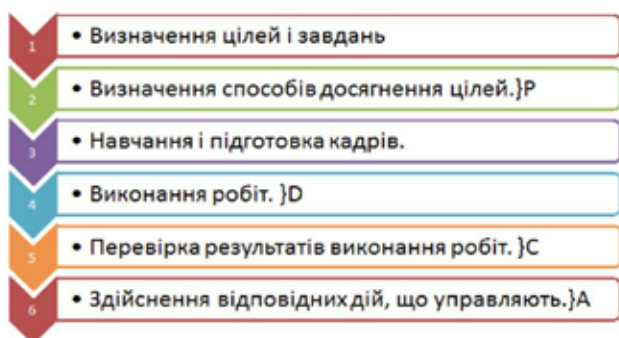 1 • Визначення цілей і завдань
2 • Визначення способів досягнення цілей.}P
3 • Навчання і підготовка кадрів.
4 • Виконання робіт. }D
5 • Перевірка результатів виконання робіт. }C
6 • Здійснення відповідних дій, що управляють.}A